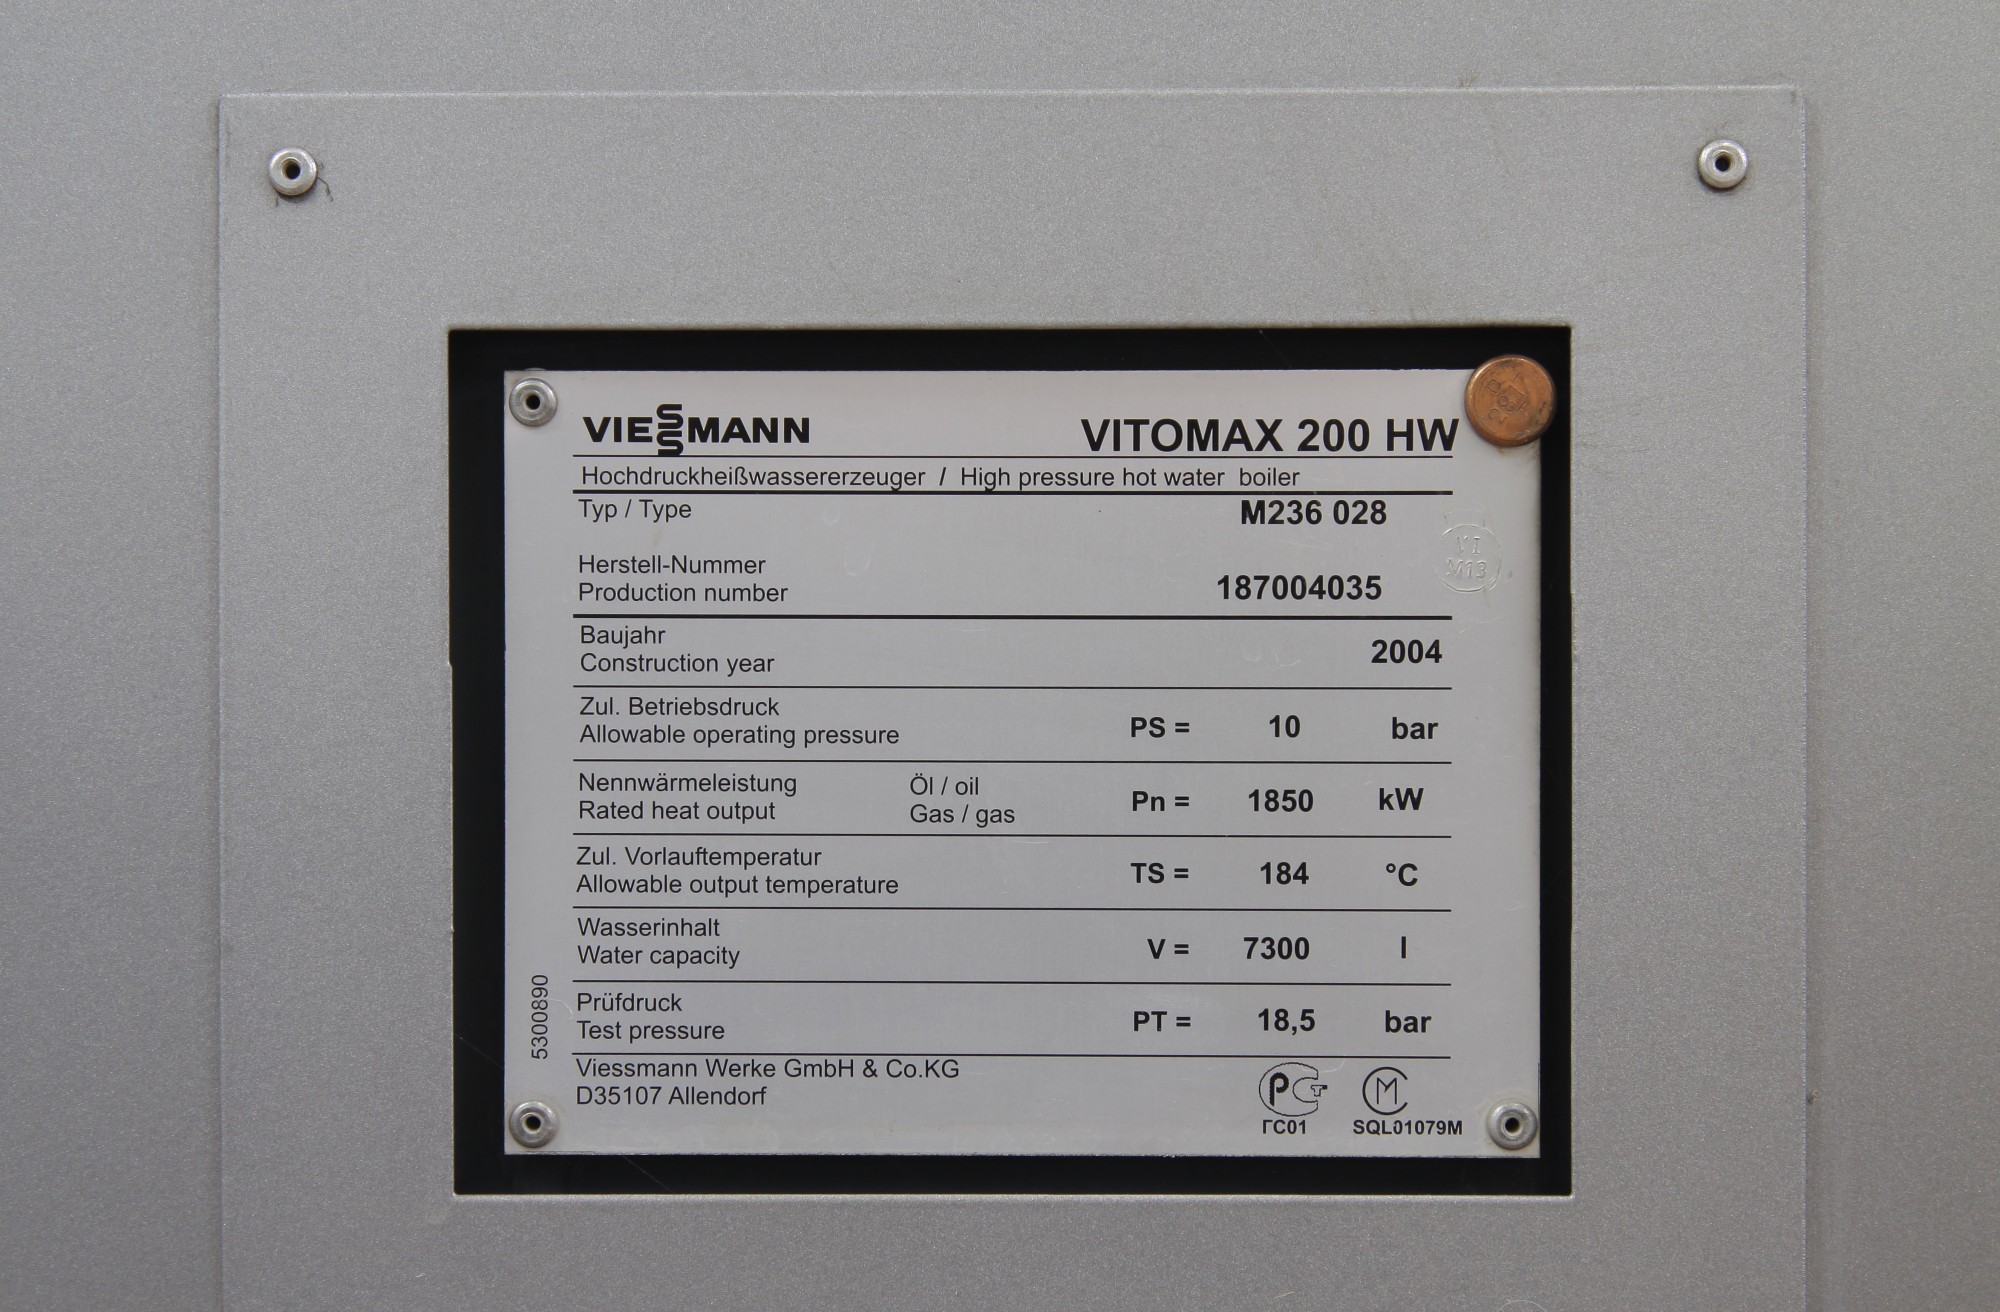 VIESSMANN VITOMAX 200 HW
Hochdruckheißwassererzeuger / High pressure hot water boiler
Typ / Type M236 028
Herstell-Nummer
Production number 187004035
Baujahr
Construction year 2004
Zul. Betriebsdruck
Allowable operating pressure PS = 10 bar
Nennwärmeleistung Öl / oil
Rated heat output Gas / gas Pn = 1850 kW
Zul. Vorlauftemperatur
Allowable output temperature TS = 184 °C
Wasserinhalt
Water capacity V = 7300 l
Prüfdruck
Test pressure PT = 18,5 bar
Viessmann Werke GmbH & Co.KG
D35107 Allendorf
ГС01 SQL01079M
5300890
VI
M13